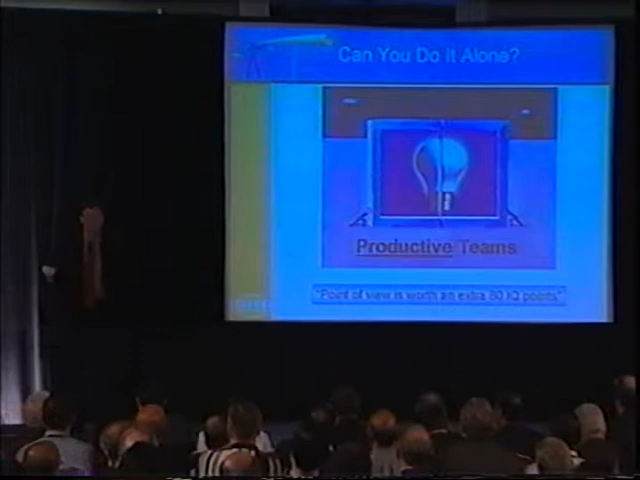 Can You Do It Alone?
Productive Teams
"Point of view is worth an extra 80 IQ points"